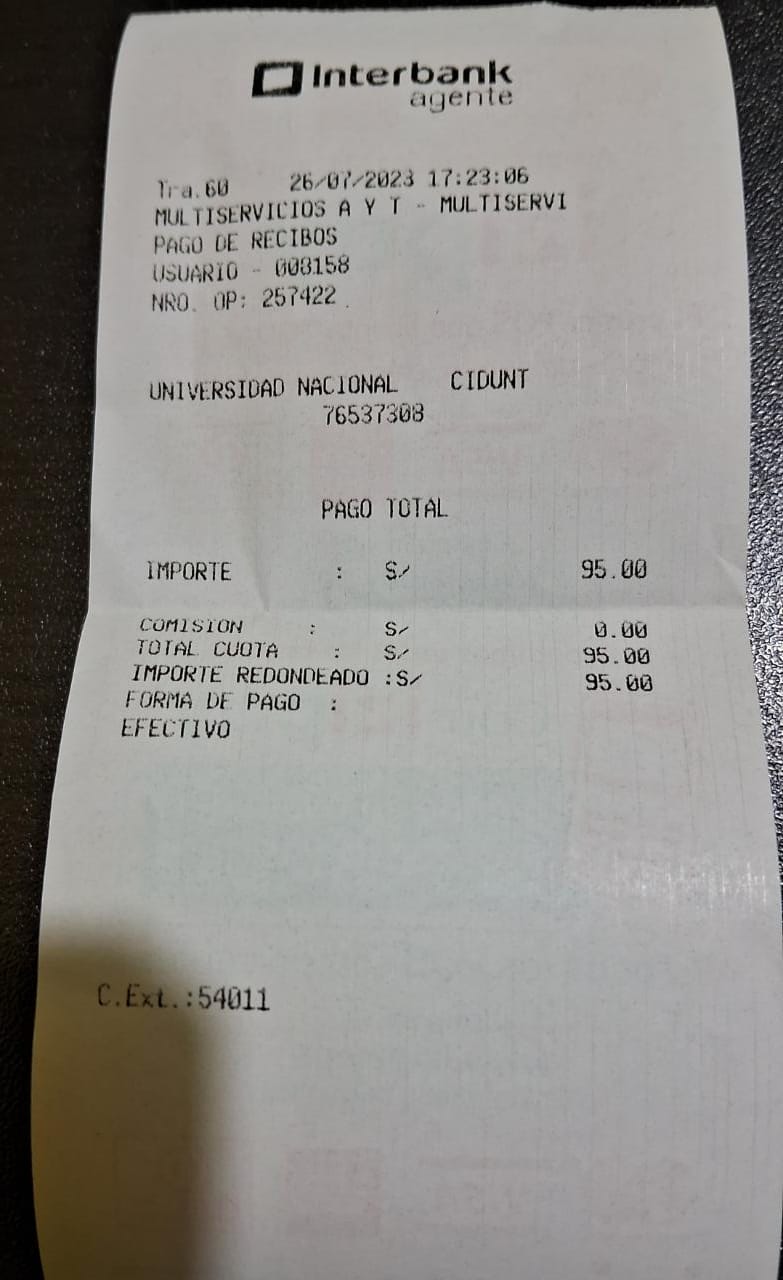 Interbank
agente
Tra.60 26/07/2023 17:23:06
MULTISERVICIOS A Y T - MULTISERVI
PAGO DE RECIBOS
USUARIO - 008158
NRO. OP: 257422
UNIVERSIDAD NACIONAL CIDUNT
76537308
PAGO TOTAL
IMPORTE : S/ 95.00
COMISION : S/ 0.00
TOTAL CUOTA : S/ 95.00
IMPORTE REDONDEADO :S/ 95.00
FORMA DE PAGO :
EFECTIVO
C.Ext.:54011